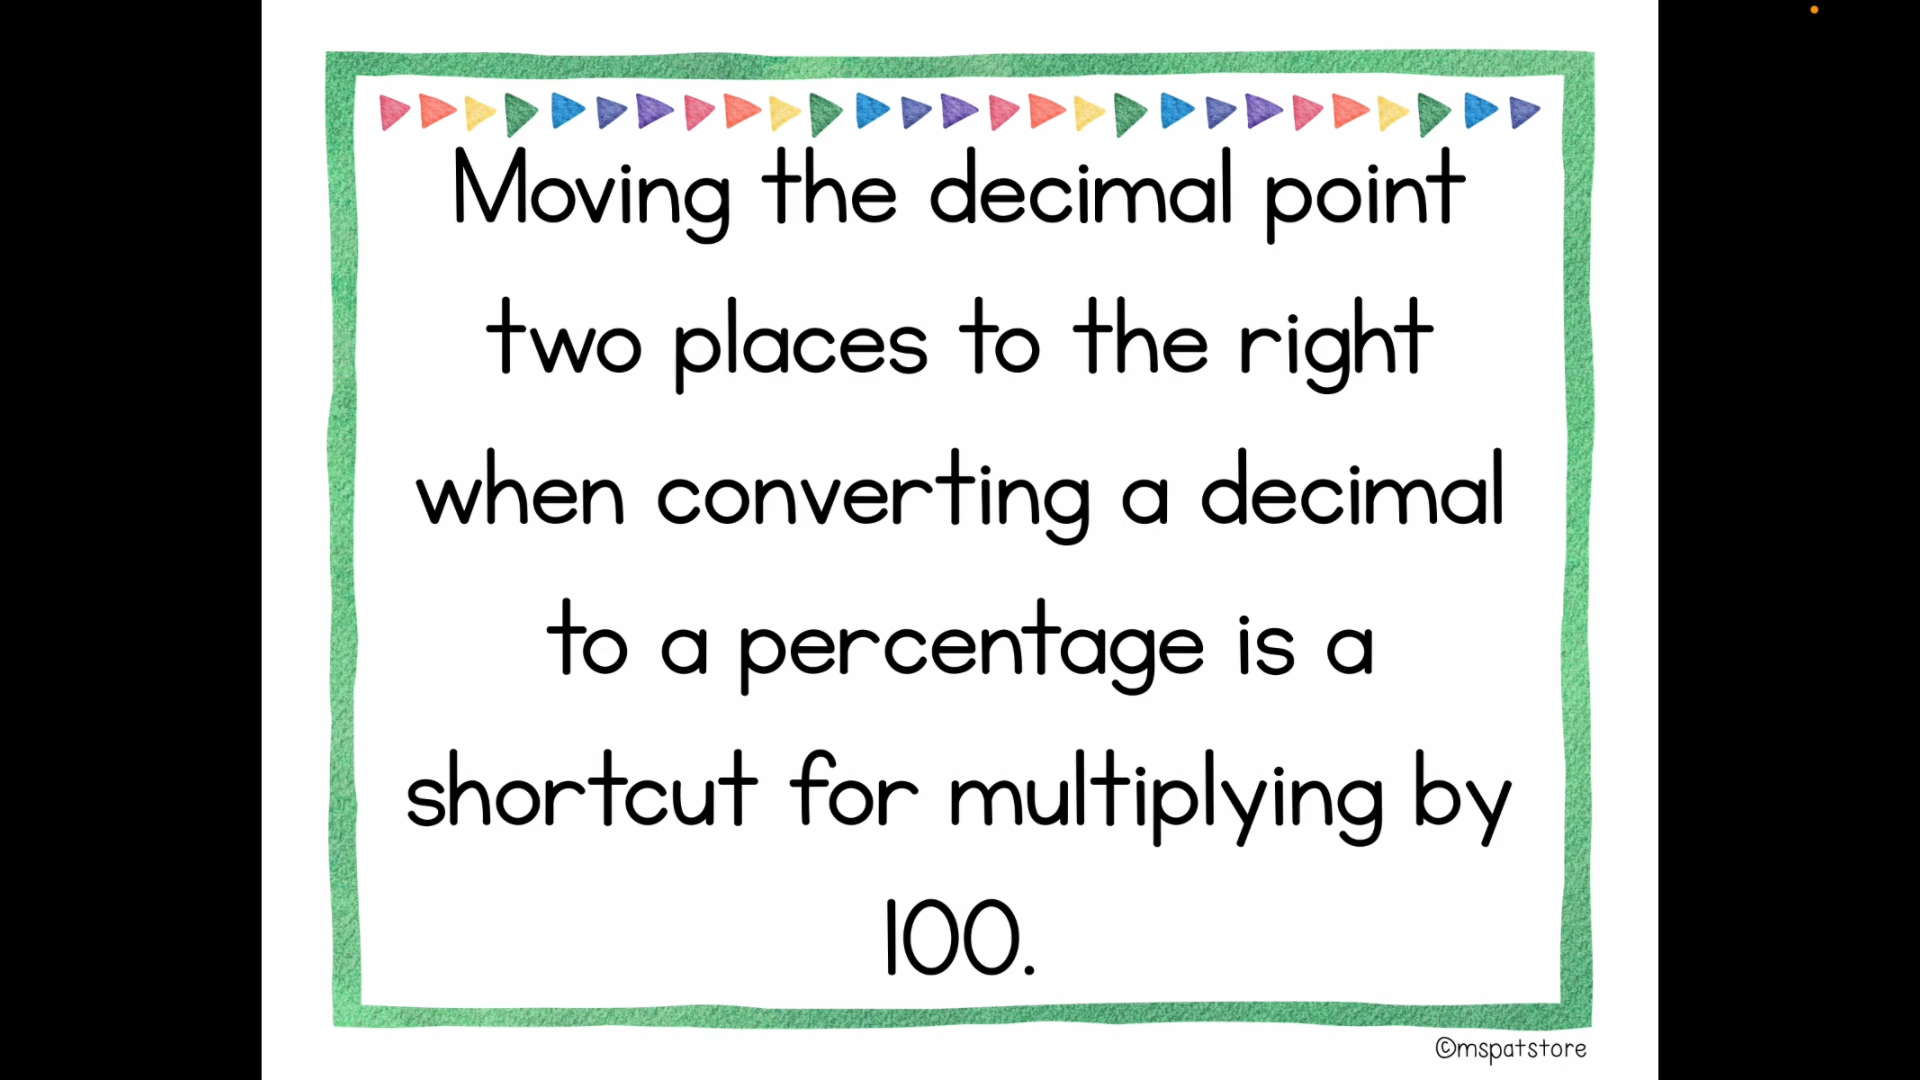 Moving the decimal point
two places to the right
when converting a decimal
to a percentage is a
shortcut for multiplying by
100.
©mspatstore